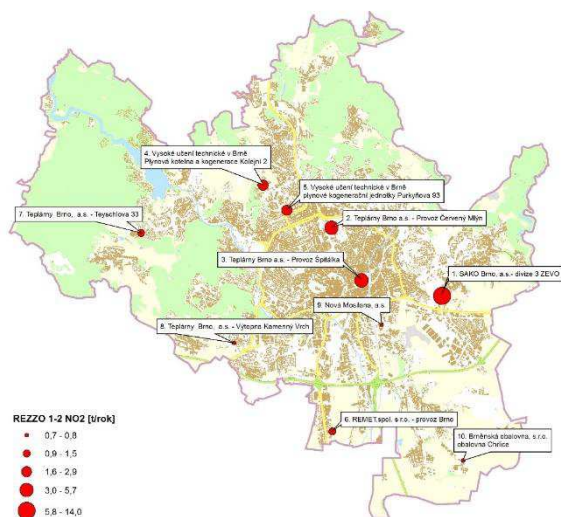 4. Vysoké učení technické v Brně
Plynová kotelna a kogenerace Kolejní 2
5. Vysoké učení technické v Brně
plynové kogenerační jednotky Purkyňova 93
7. Teplárny Brno, a.s. - Teyschlova 33
2. Teplárny Brno a.s. - Provoz Červený Mlýn
3. Teplárny Brno a.s. - Provoz Špitálka
1. SAKO Brno, a.s.- divize 3 ZEVO
9. Nová Mosilana, a.s.
8. Teplárny Brno, a.s. - Výtopna Kamenný Vrch
6. REMET,spol. s r.o. - provoz Brno
10. Brněnská obalovna, s.r.o.
obalovna Chrlice
REZZO 1-2 NO2 [t/rok]
0,7 - 0,8
0,9 - 1,5
1,6 - 2,9
3,0 - 5,7
5,8 - 14,0